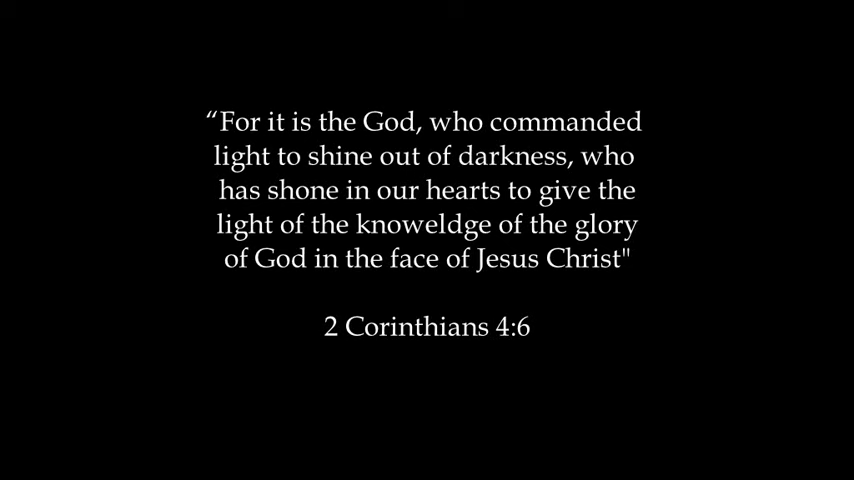 “For it is the God, who commanded
light to shine out of darkness, who
has shone in our hearts to give the
light of the knoweldge of the glory
of God in the face of Jesus Christ"
2 Corinthians 4:6